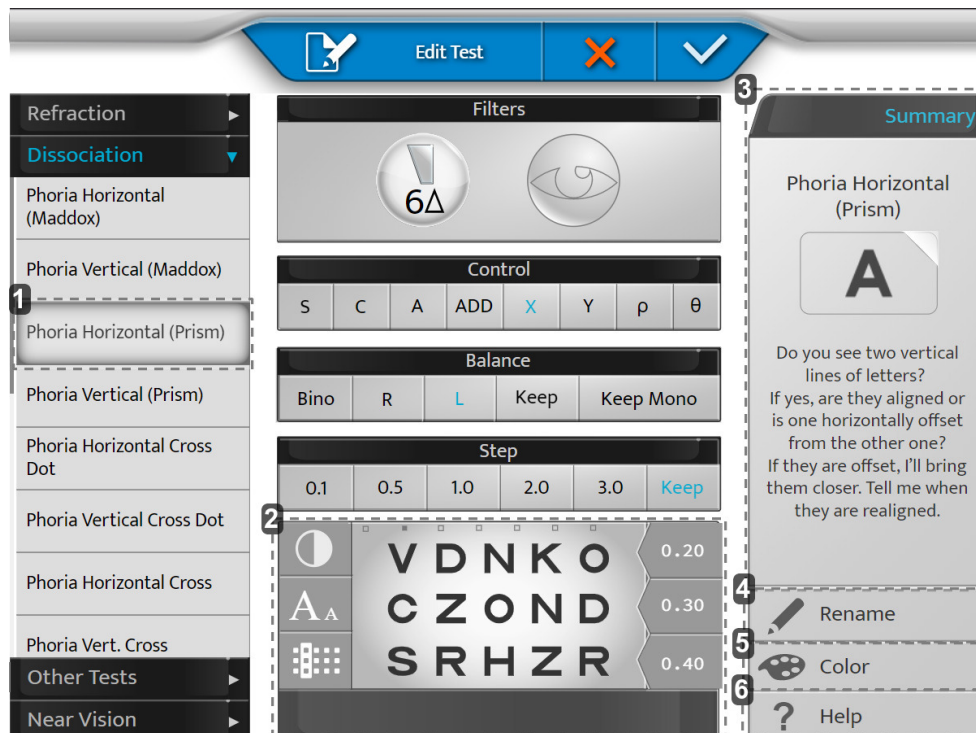 Edit Test
3
Refraction
Dissociation
Phoria Horizontal
(Maddox)
Phoria Vertical (Maddox)
1
Phoria Horizontal (Prism)
Phoria Vertical (Prism)
Phoria Horizontal Cross
Dot
Phoria Vertical Cross Dot
Phoria Horizontal Cross
Phoria Vert. Cross
Other Tests
Near Vision
Filters
6Δ
Control
S C A ADD X Y ρ θ
Balance
Bino R L Keep Keep Mono
Step
0.1 0.5 1.0 2.0 3.0 Keep
2
A A
V D N K O 0.20
C Z O N D 0.30
S R H Z R 0.40
Summary
Phoria Horizontal
(Prism)
A
Do you see two vertical
lines of letters?
If yes, are they aligned or
is one horizontally offset
from the other one?
If they are offset, I'll bring
them closer. Tell me when
they are realigned.
4
Rename
5
Color
6
? Help